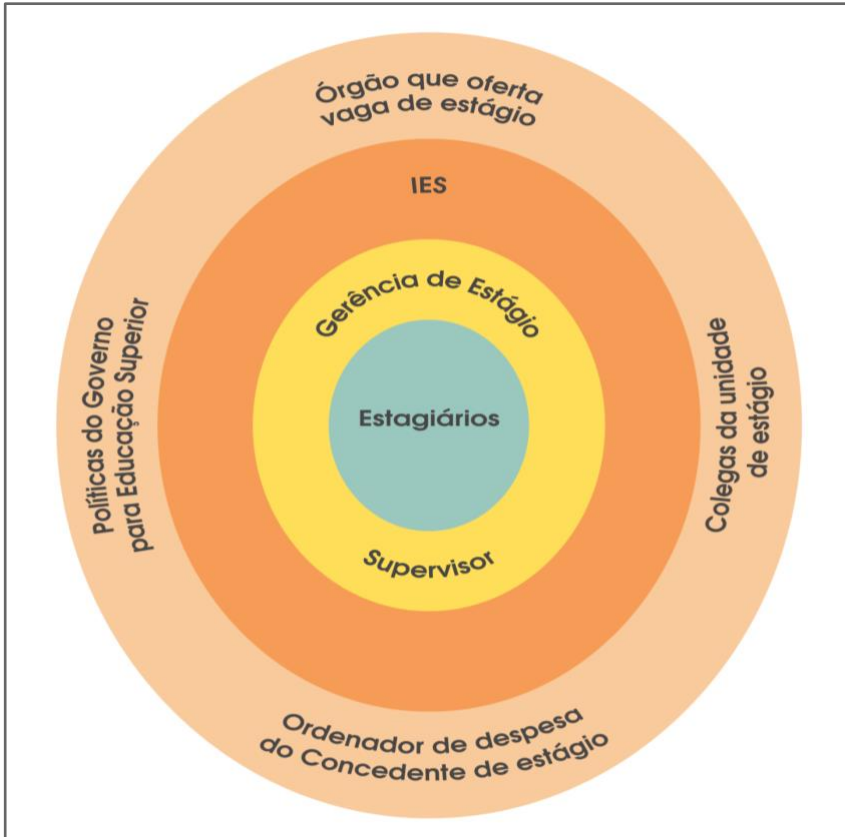 Órgão que oferta
vaga de estágio
IES
Gerência de Estágio
Estagiários
Supervisor
Políticas do Governo
para Educação Superior
Colegas da unidade
de estágio
Ordenador de despesa
do Concedente de estágio